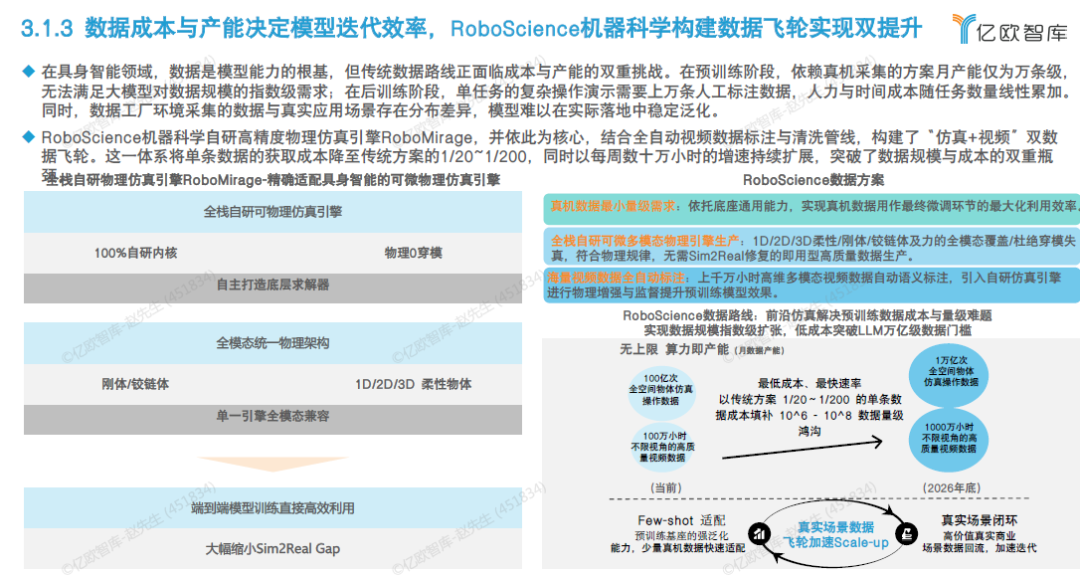 3.1.3 数据成本与产能决定模型迭代效率，RoboScience机器科学构建数据飞轮实现双提升
亿欧智库
在具身智能领域，数据是模型能力的根基，但传统数据路线正面临成本与产能的双重挑战。在预训练阶段，依赖真机采集的方案月产能仅为万条级，
无法满足大模型对数据规模的指数级需求；在后训练阶段，单任务的复杂操作演示需要上万条人工标注数据，人力与时间成本随任务数量线性累加。
同时，数据工厂环境采集的数据与真实应用场景存在分布差异，模型难以在实际落地中稳定泛化。
RoboScience机器科学自研高精度物理仿真引擎RoboMirage，并依此为核心，结合全自动视频数据标注与清洗管线，构建了“仿真+视频”双数
据飞轮。这一体系将单条数据的获取成本降至传统方案的1/20~1/200，同时以每周数十万小时的增速持续扩展，突破了数据规模与成本的双重瓶
颈。
全栈自研物理仿真引擎RoboMirage-精确适配具身智能的可微物理仿真引擎
全栈自研可物理仿真引擎
100%自研内核
物理0穿模
自主打造底层求解器
全模态统一物理架构
刚体/铰链体
1D/2D/3D 柔性物体
单一引擎全模态兼容
端到端模型训练直接高效利用
大幅缩小Sim2Real Gap
RoboScience数据方案
真机数据最小量级需求：依托底座通用能力，实现真机数据用作最终微调环节的最大化利用效率。
全栈自研可微多模态物理引擎生产：1D/2D/3D柔性/刚体/铰链体及力的全模态覆盖/杜绝穿模失
真，符合物理规律，无需Sim2Real修复的即用型高质量数据生产。
海量视频数据全自动标注：上千万小时高维多模态视频数据自动语义标注，引入自研仿真引擎
进行物理增强与监督提升预训练模型效果。
RoboScience数据路线：前沿仿真解决预训练数据成本与量级难题
实现数据规模指数级扩张，低成本突破LLM万亿级数据门槛
无上限 算力即产能 (月数据产能)
100亿次
全空间物体仿真
操作数据
100万小时
不限视角的高质
量视频数据
(当前)
最低成本、最快速率
以传统方案 1/20~1/200 的单条数
据成本填补 10^6 - 10^8 数据量级
鸿沟
1万亿次
全空间物体
仿真操作数据
1000万小时
不限视角的高
质量视频数据
(2026年底)
Few-shot 适配
预训练基座的强泛化
能力，少量真机数据快速适配
真实场景数据
飞轮加速Scale-up
真实场景闭环
高价值真实商业
场景数据回流，加速迭代
©亿欧智库-赵先生 (451834)